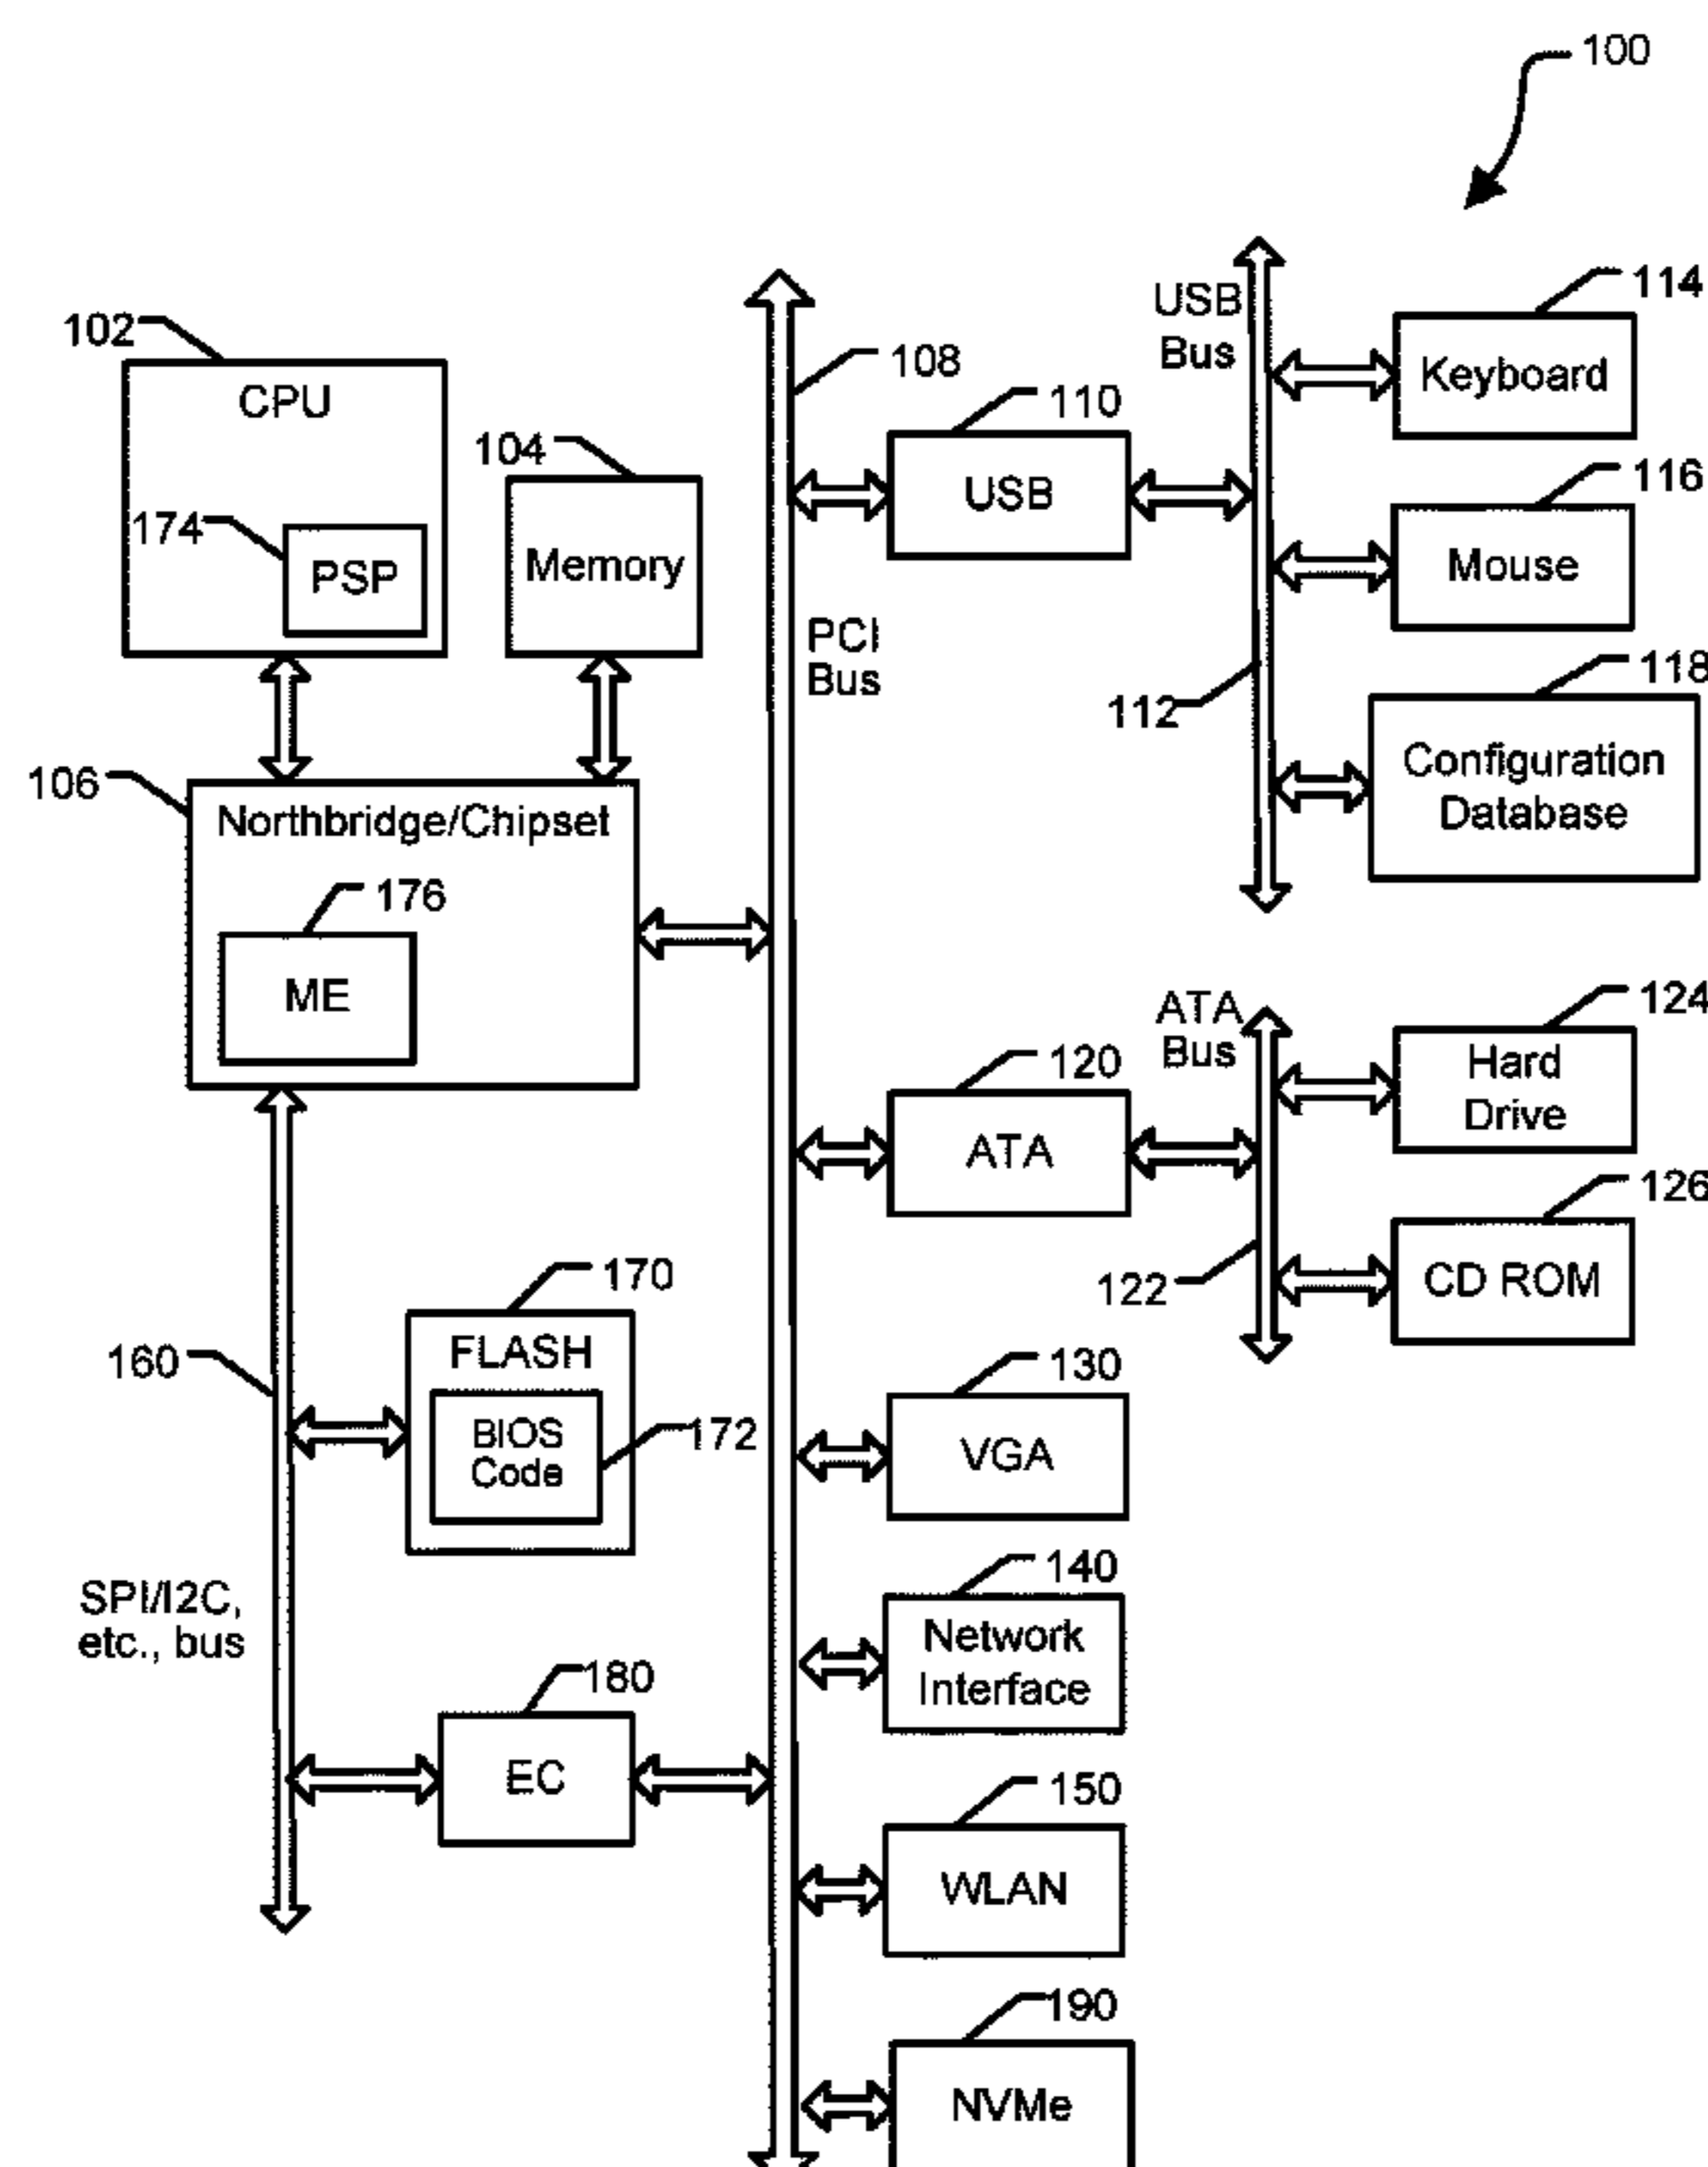 100
102
CPU
174
PSP
104
Memory
106
Northbridge/Chipset
176
ME
108
PCI
Bus
110
USB
USB
Bus
112
114
Keyboard
116
Mouse
118
Configuration
Database
120
ATA
ATA
Bus
122
124
Hard
Drive
126
CD ROM
160
SPI/I2C,
etc., bus
170
FLASH
BIOS
Code
172
180
EC
130
VGA
140
Network
Interface
150
WLAN
190
NVMe